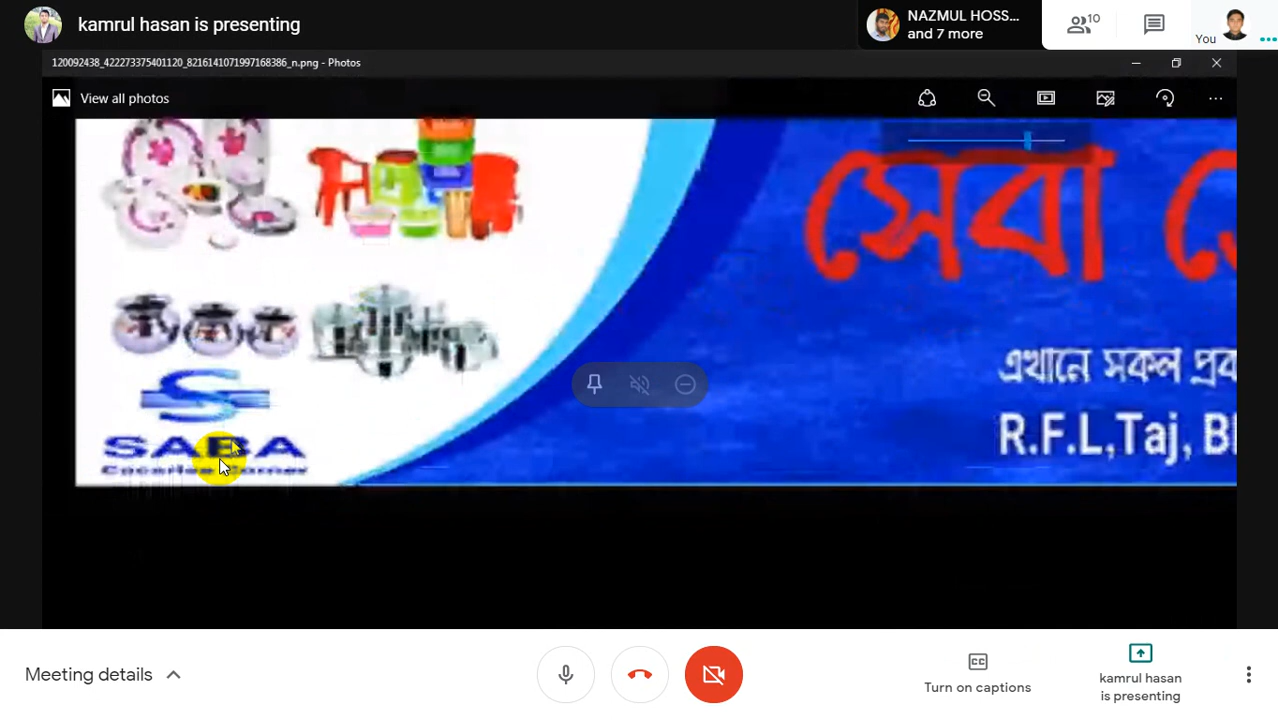 kamrul hasan is presenting
NAZMUL HOSS...
and 7 more
10
You
120092438_422273375401120_8216141071997168386_n.png - Photos
View all photos
সেবা
এখানে সকল প্রক
R.F.L,Taj,
SABA
Meeting details
Turn on captions
kamrul hasan
is presenting